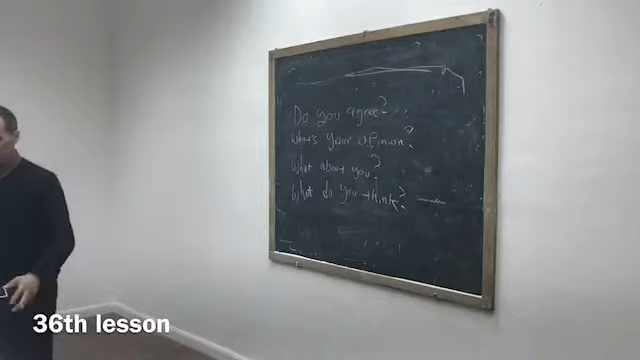 Do you agree?
What's your opinion?
What about you?
What do you think?
36th lesson